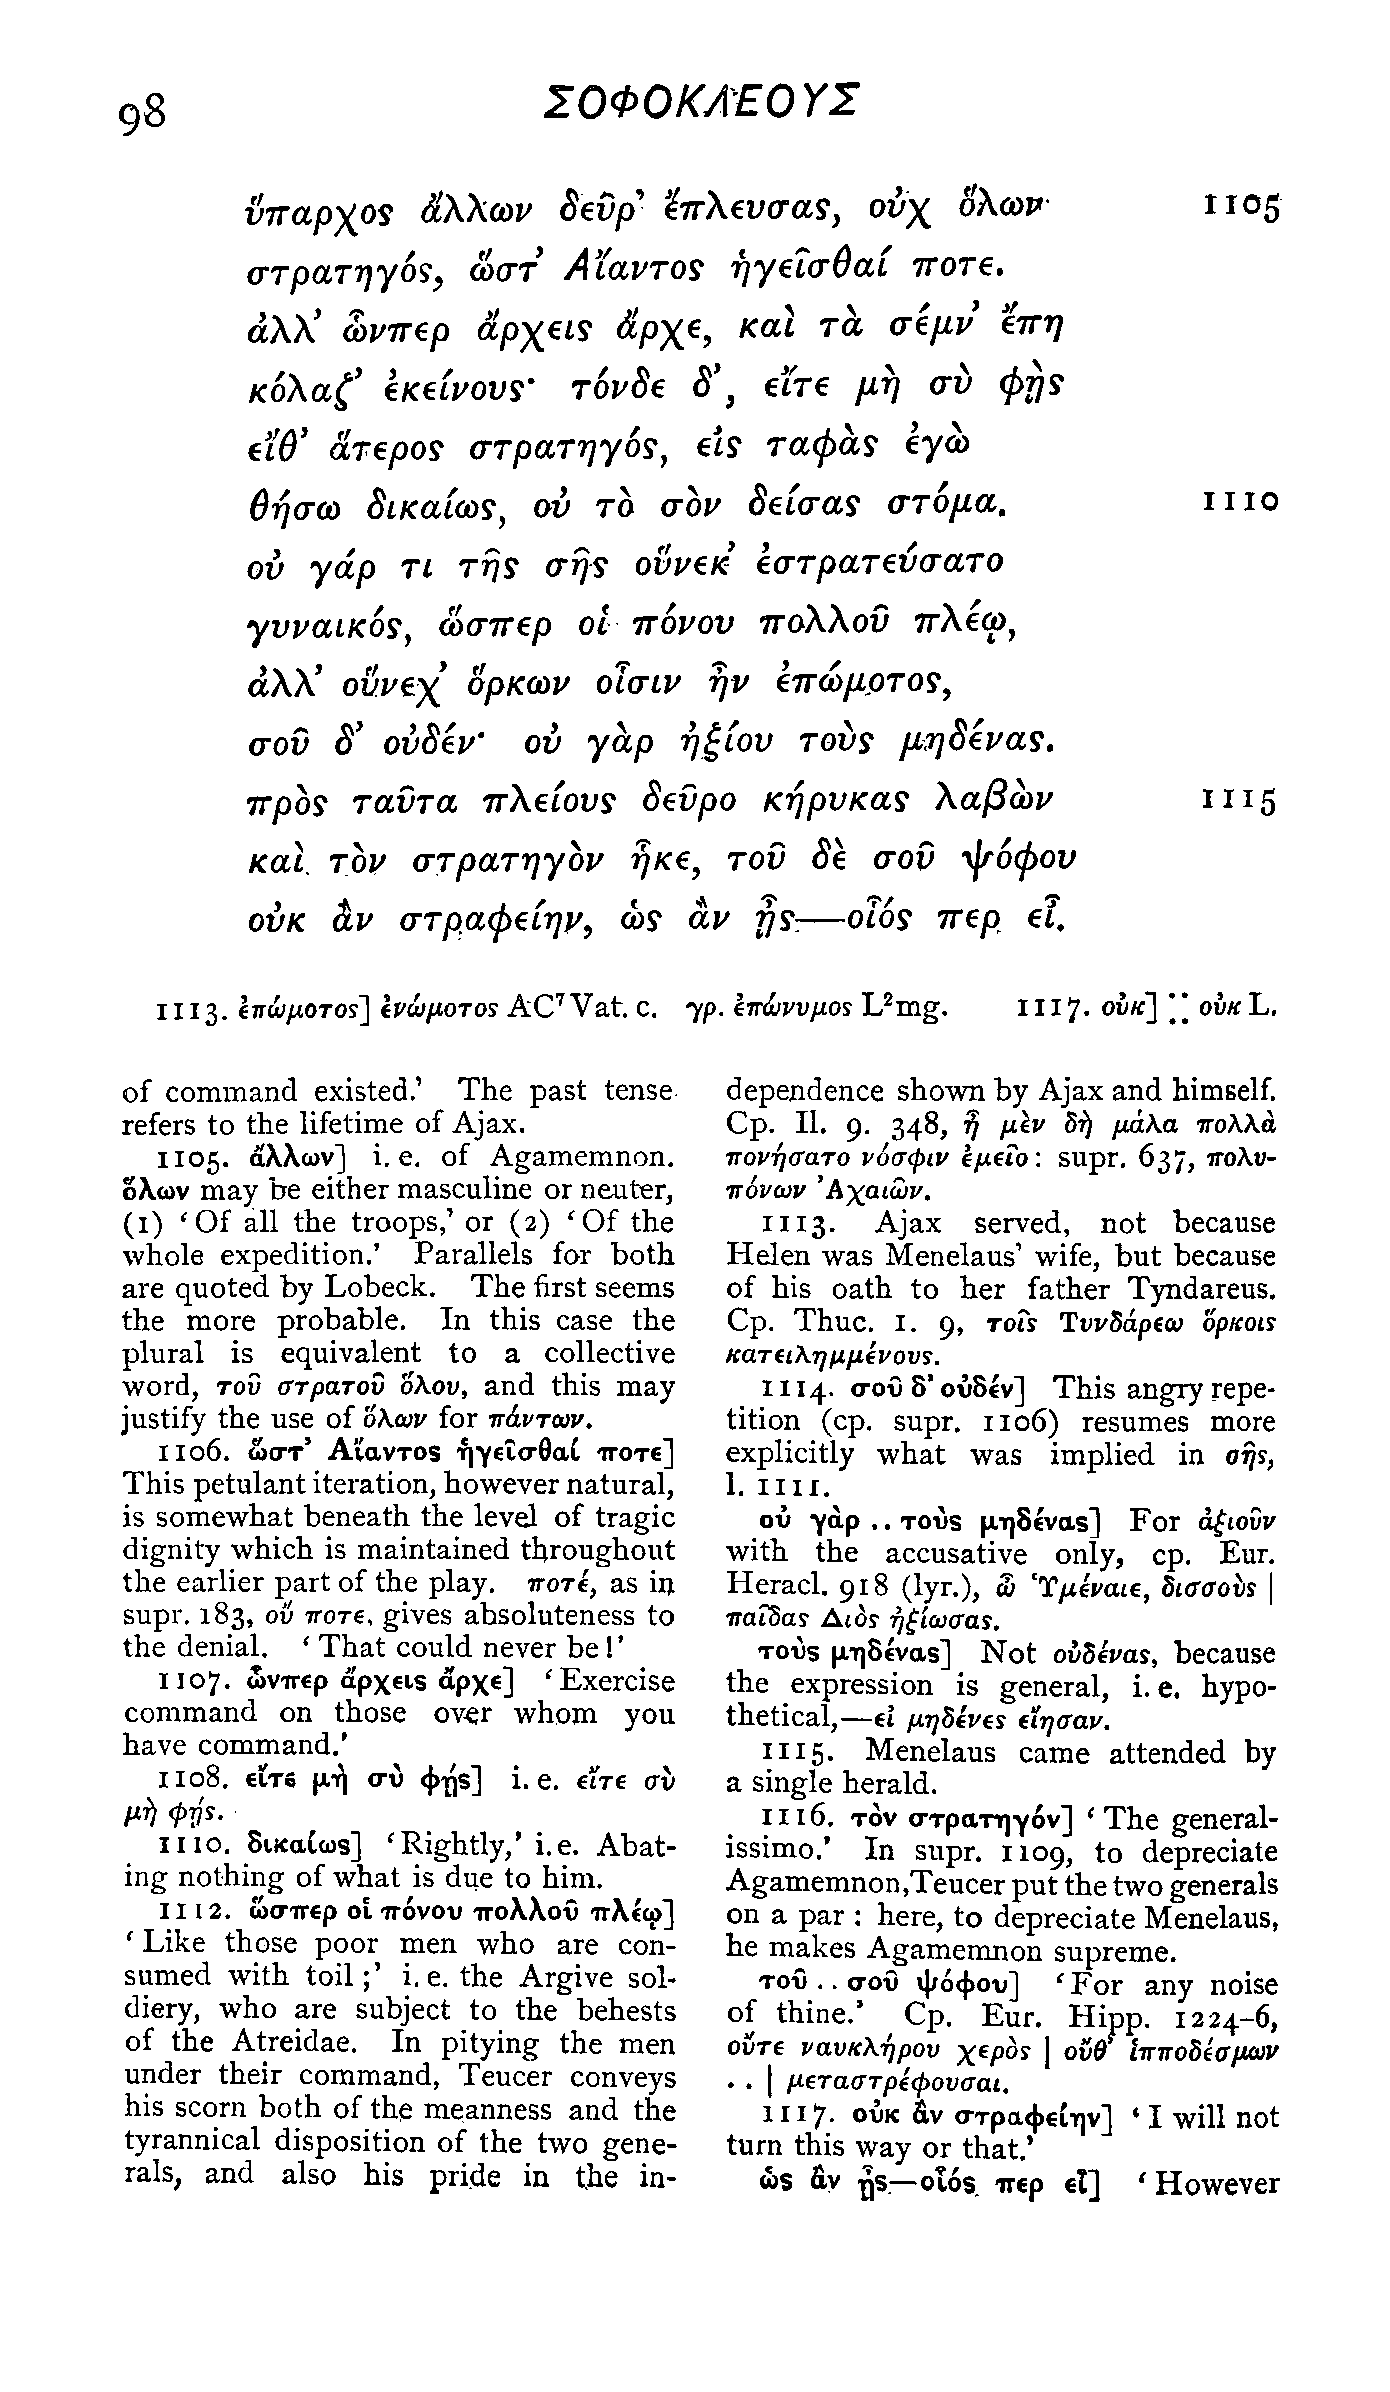 98
ΣΟΦΟΚΛΕΟΥΣ
ὕπαρχος ἄλλων δεῦρ’ ἔπλευσας, οὐχ ὅλων 1105
στρατηγός, ὥστ’ Αἴαντος ἡγεῖσθαί ποτε.
ἀλλ’ ὧνπερ ἄρχεις ἄρχε, καὶ τὰ σέμν’ ἔπη
κόλαζ’ ἐκείνους· τόνδε δ’, εἴτε μὴ σὺ φῂς
εἴθ’ ἅτερος στρατηγός, εἰς ταφὰς ἐγὼ
θήσω δικαίως, οὐ τὸ σὸν δείσας στόμα. 1110
οὐ γάρ τι τῆς σῆς οὕνεκ’ ἐστρατεύσατο
γυναικός, ὥσπερ οἱ πόνου πολλοῦ πλέῳ,
ἀλλ’ οὕνεχ’ ὅρκων οἷσιν ἦν ἐπώμοτος,
σοῦ δ’ οὐδέν· οὐ γὰρ ἠξίου τοὺς μηδένας.
πρὸς ταῦτα πλείους δεῦρο κήρυκας λαβὼν 1115
καὶ τὸν στρατηγὸν ἧκε, τοῦ δὲ σοῦ ψόφου
οὐκ ἂν στραφείην, ὡς ἂν ᾖς—οἷός περ εἶ.
1113. ἐπώμοτος] ἐνώμοτος AC⁷Vat. c. γρ. ἐπώνυμος L²mg. 1117. οὐκ] ⁚⁚ οὐκ L.
of command existed.’ The past tense
refers to the lifetime of Ajax.
1105. ἄλλων] i. e. of Agamemnon.
ὅλων may be either masculine or neuter,
(1) ‘Of all the troops,’ or (2) ‘Of the
whole expedition.’ Parallels for both
are quoted by Lobeck. The first seems
the more probable. In this case the
plural is equivalent to a collective
word, τοῦ στρατοῦ ὅλου, and this may
justify the use of ὅλων for πάντων.
1106. ὥστ’ Αἴαντος ἡγεῖσθαί ποτε]
This petulant iteration, however natural,
is somewhat beneath the level of tragic
dignity which is maintained throughout
the earlier part of the play. ποτέ, as in
supr. 183, οὔ ποτε, gives absoluteness to
the denial. ‘That could never be!’
1107. ὧνπερ ἄρχεις ἄρχε] ‘Exercise
command on those over whom you
have command.’
1108. εἴτε μὴ σὺ φῄς] i. e. εἴτε σὺ
μὴ φῄς.
1110. δικαίως] ‘Rightly,’ i. e. Abat-
ing nothing of what is due to him.
1112. ὥσπερ οἱ πόνου πολλοῦ πλέῳ]
‘Like those poor men who are con-
sumed with toil;’ i. e. the Argive sol-
diery, who are subject to the behests
of the Atreidae. In pitying the men
under their command, Teucer conveys
his scorn both of the meanness and the
tyrannical disposition of the two gene-
rals, and also his pride in the in-
dependence shown by Ajax and himself.
Cp. Il. 9. 348, ἦ μὲν δὴ μάλα πολλὰ
πονήσατο νόσφιν ἐμεῖο: supr. 637, πολυ-
πόνων Ἀχαιῶν.
1113. Ajax served, not because
Helen was Menelaus’ wife, but because
of his oath to her father Tyndareus.
Cp. Thuc. 1. 9, τοῖς Τυνδάρεω ὅρκοις
κατειλημμένους.
1114. σοῦ δ’ οὐδέν] This angry repe-
tition (cp. supr. 1106) resumes more
explicitly what was implied in σῆς,
l. 1111.
οὐ γὰρ .. τοὺς μηδένας] For ἀξιοῦν
with the accusative only, cp. Eur.
Heracl. 918 (lyr.), ὦ Ὑμέναιε, δισσοὺς |
παῖδας Διὸς ἠξίωσας.
τοὺς μηδένας] Not οὐδένας, because
the expression is general, i. e. hypo-
thetical,—εἰ μηδένες εἴησαν.
1115. Menelaus came attended by
a single herald.
1116. τὸν στρατηγόν] ‘The general-
issimo.’ In supr. 1109, to depreciate
Agamemnon, Teucer put the two generals
on a par: here, to depreciate Menelaus,
he makes Agamemnon supreme.
τοῦ .. σοῦ ψόφου] ‘For any noise
of thine.’ Cp. Eur. Hipp. 1224-6,
οὔτε ναυκλήρου χερὸς | οὔθ’ ἱπποδέσμων
. . | μεταστρέφουσαι.
1117. οὐκ ἂν στραφείην] ‘I will not
turn this way or that.’
ὡς ἂν ᾖς—οἷός περ εἶ] ‘However